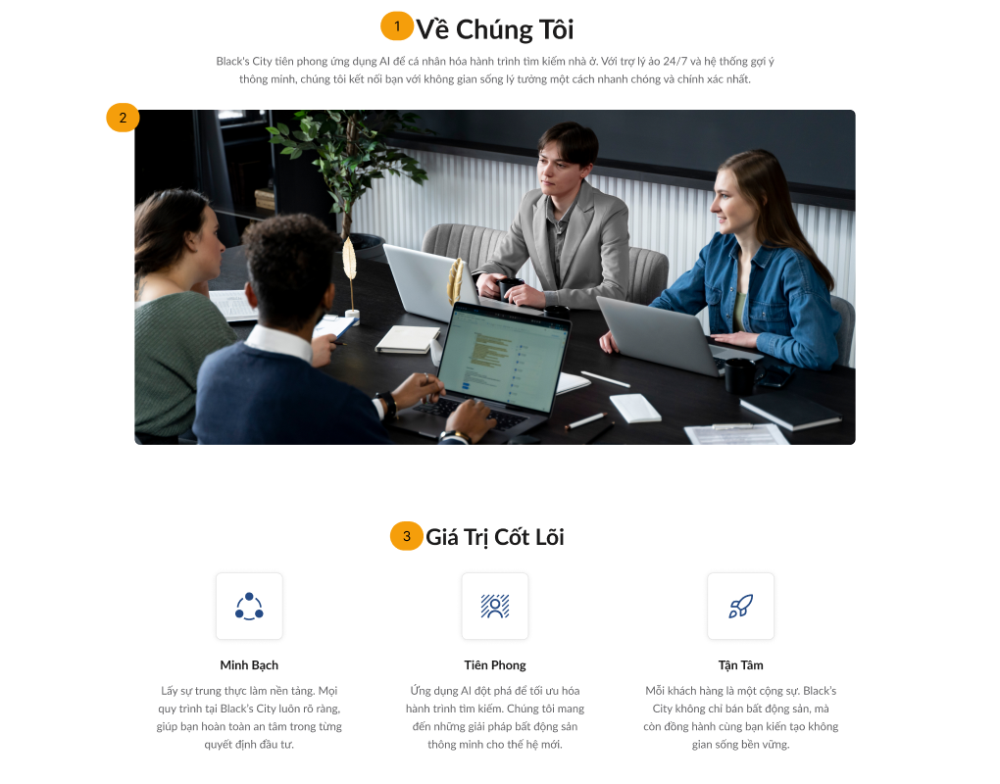 1 Về Chúng Tôi
Black's City tiên phong ứng dụng AI để cá nhân hóa hành trình tìm kiếm nhà ở. Với trợ lý ảo 24/7 và hệ thống gợi ý
thông minh, chúng tôi kết nối bạn với không gian sống lý tưởng một cách nhanh chóng và chính xác nhất.
2
3 Giá Trị Cốt Lõi
Minh Bạch
Lấy sự trung thực làm nền tảng. Mọi
quy trình tại Black's City luôn rõ ràng,
giúp bạn hoàn toàn an tâm trong từng
quyết định đầu tư.
Tiên Phong
Ứng dụng AI đột phá để tối ưu hóa
hành trình tìm kiếm. Chúng tôi mang
đến những giải pháp bất động sản
thông minh cho thế hệ mới.
Tận Tâm
Mỗi khách hàng là một cộng sự. Black's
City không chỉ bán bất động sản, mà
còn đồng hành cùng bạn kiến tạo không
gian sống bền vững.